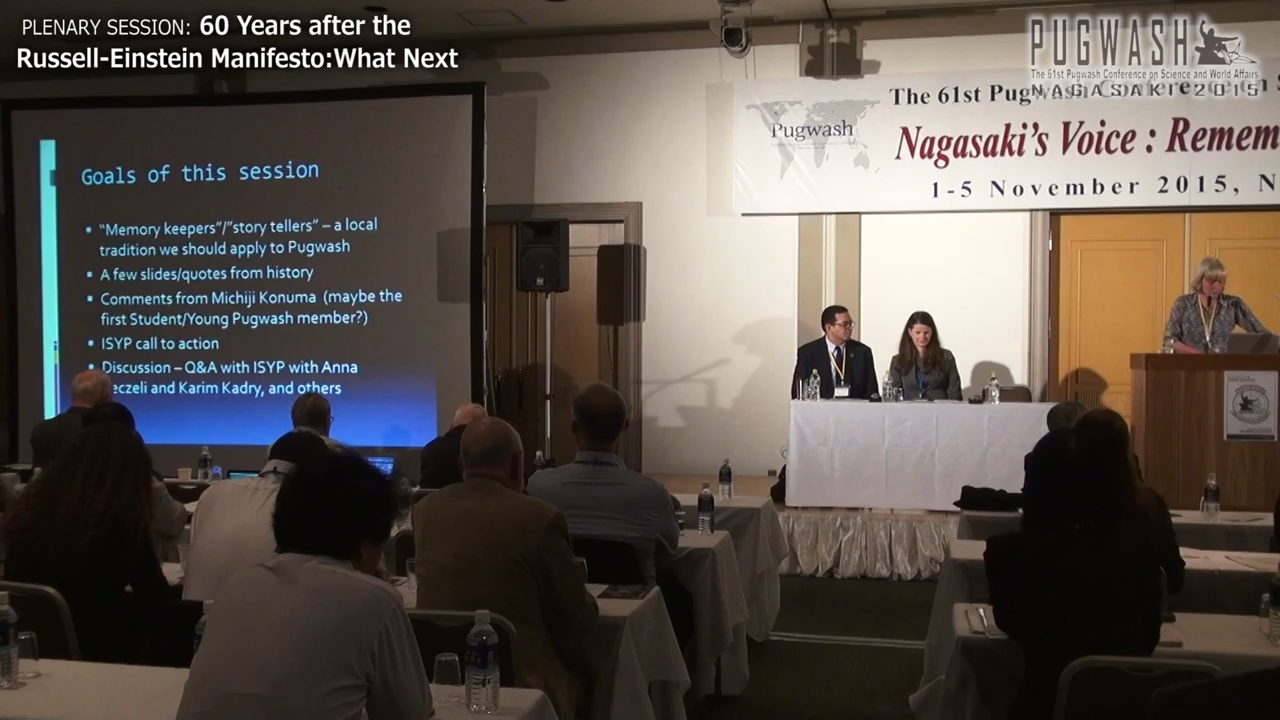 PLENARY SESSION: 60 Years after the
Russell-Einstein Manifesto:What Next
PUGWASH
The 61st Pugwash Conference on Science and World Affairs
NAGASAKI 2015
Goals of this session
▪ "Memory keepers"/"story tellers" – a local
tradition we should apply to Pugwash
▪ A few slides/quotes from history
▪ Comments from Michiji Konuma (maybe the
first Student/Young Pugwash member?)
▪ ISYP call to action
▪ Discussion – Q&A with ISYP with Anna
eczeli and Karim Kadry, and others
Pugwash
The 61st Pugwash Conference on
Nagasaki's Voice : Remem
1-5 November 2015, N